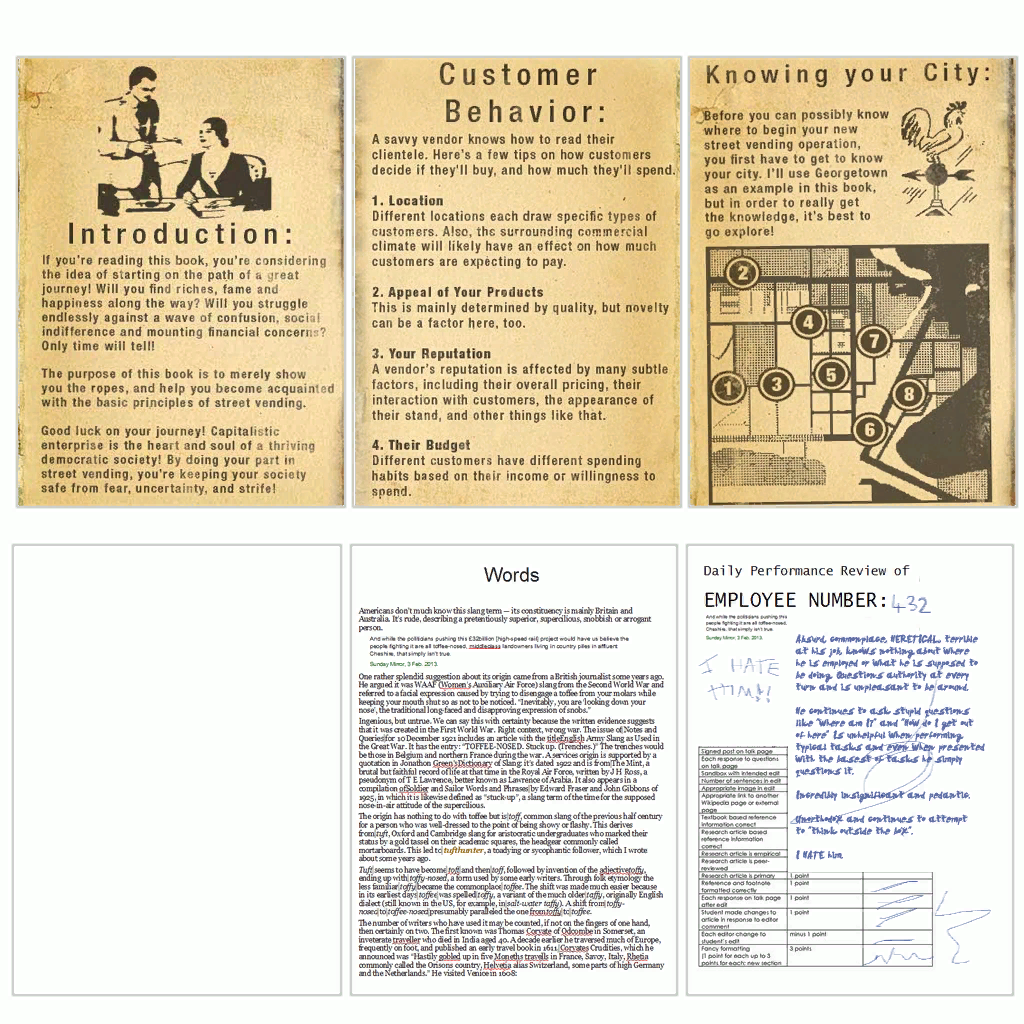 Introduction:
If you're reading this book, you're considering
the idea of starting on the path of a great
journey! Will you find riches, fame and
happiness along the way? Will you struggle
endlessly against a wave of confusion, social
indifference and mounting financial concerns?
Only time will tell!
The purpose of this book is to merely show
you the ropes, and help you become acquainted
with the basic principles of street vending.
Good luck on your journey! Capitalistic
enterprise is the heart and soul of a thriving
democratic society! By doing your part in
street vending, you're keeping your society
safe from fear, uncertainty, and strife!
Customer
Behavior:
A savvy vendor knows how to read their
clientele. Here's a few tips on how customers
decide if they'll buy, and how much they'll spend.
1. Location
Different locations each draw specific types of
customers. Also, the surrounding commercial
climate will likely have an effect on how much
customers are expecting to pay.
2. Appeal of Your Products
This is mainly determined by quality, but novelty
can be a factor here, too.
3. Your Reputation
A vendor's reputation is affected by many subtle
factors, including their overall pricing, their
interaction with customers, the appearance of
their stand, and other things like that.
4. Their Budget
Different customers have different spending
habits based on their income or willingness to
spend.
Knowing your City:
Before you can possibly know
where to begin your new
street vending operation,
you first have to get to know
your city. I'll use Georgetown
as an example in this book,
but in order to really get
the knowledge, it's best to
go explore!
2
4
7
1 3 5
8
6
Words
Americans don't much know this slang term — its constituency is mainly Britain and
Australia. It's rude, describing a pretentiously superior, supercilious, snobbish or arrogant
person.
And while the politicians pushing this £32billion [high-speed rail] project would have us believe the
people fighting it are all toffee-nosed, middleclass landowners living in country piles in affluent
Cheshire, that simply isn't true.
Sunday Mirror, 3 Feb. 2013.
One rather splendid suggestion about its origin came from a British journalist some years ago.
He argued it was WAAF (Women's Auxiliary Air Force) slang from the Second World War and
referred to a facial expression caused by trying to disengage a toffee from your molars while
keeping your mouth shut so as not to be noticed. "Inevitably, you are 'looking down your
nose', the traditional long-faced and disapproving expression of snobs."
Ingenious, but untrue. We can say this with certainty because the written evidence suggests
that it was created in the First World War. Right context, wrong war. The issue of Notes and
Queries for 10 December 1921 includes an article with the title English Army Slang as Used in
the Great War. It has the entry: "TOFFEE-NOSED. Stuck up. (Trenches.)" The trenches would
be those in Belgium and northern France during the war. A services origin is supported by a
quotation in Jonathon Green's Dictionary of Slang; it's dated 1922 and is from The Mint, a
brutal but faithful record of life at that time in the Royal Air Force, written by J H Ross, a
pseudonym of T E Lawrence, better known as Lawrence of Arabia. It also appears in a
compilation of Soldier and Sailor Words and Phrases by Edward Fraser and John Gibbons of
1925, in which it is likewise defined as "stuck-up", a slang term of the time for the supposed
nose-in-air attitude of the supercilious.
The origin has nothing to do with toffee but is toff, common slang of the previous half century
for a person who was well-dressed to the point of being showy or flashy. This derives
from tuft, Oxford and Cambridge slang for aristocratic undergraduates who marked their
status by a gold tassel on their academic squares, the headgear commonly called
mortarboards. This led to tufthunter, a toadying or sycophantic follower, which I wrote
about some years ago.
Tuft seems to have become toft and then toff, followed by invention of the adjective toffy,
ending up with toffy-nosed, a form used by some early writers. Through folk etymology the
less familiar toffy became the commonplace toffee. The shift was made much easier because
in its earliest days toffee was spelled toffy, a variant of the much older taffy, originally English
dialect (still known in the US, for example, in salt-water taffy). A shift from toffy-
nosed to toffee-nosed presumably paralleled the one from toffy to toffee.
The number of writers who have used it may be counted, if not on the fingers of one hand,
then certainly on two. The first known was Thomas Coryate of Odcombe in Somerset, an
inveterate traveller who died in India aged 40. A decade earlier he traversed much of Europe,
frequently on foot, and published an early travel book in 1611, Coryates Crudities, which he
announced was "Hastily gobled up in five Moneths travells in France, Savoy, Italy, Rhetia
commonly called the Orisons country, Helvetia alias Switzerland, some parts of high Germany
and the Netherlands." He visited Venice in 1608:
Daily Performance Review of
EMPLOYEE NUMBER: 432
And while the politicians pushing this
people fighting it are all toffee-nosed,
Cheshire, that simply isn't true.
Sunday Mirror, 3 Feb. 2013.
I HATE
HIM!!
Absurd, commonplace, HERETICAL, terrible
at his job, knows nothing about where
he is employed or what he is supposed to
be doing. Questions authority at every
turn and is unpleasant to be around.
He continues to ask stupid questions
like "Where am I?" and "How do I get out
of here" Is unhelpful when performing
typical tasks and even when presented
with the basest of tasks he simply
questions it.
Incredibly insignificant and pedantic.
Unorthodox and continues to attempt
to "think outside the box".
I HATE him.
Signed post on talk page
Each response to questions
on talk page
Sandbox with intended edit
Number of sentences in edit
Appropriate image in edit
Appropriate link to another
Wikipedia page or external
page
Textbook based reference
information correct
Research article based
reference information
correct
Research article is empirical
Research article is peer-
reviewed
Research article is primary 1 point
Reference and footnote
formatted correctly 1 point
Each response on talk page
after edit 1 point
Student made changes to
article in response to editor
comment 1 point
Each editor change to
student's edit minus 1 point
Fancy formatting
(1 point for each up to 3
points for each: new section 3 points